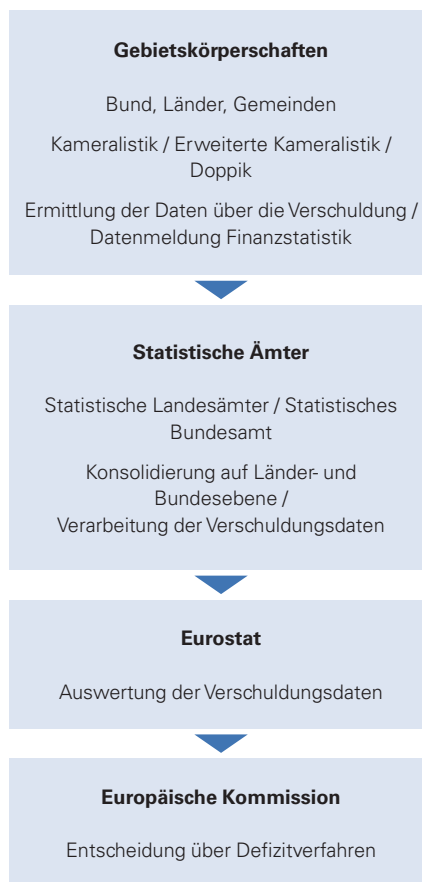 Gebietskörperschaften
Bund, Länder, Gemeinden
Kameralistik / Erweiterte Kameralistik /
Doppik
Ermittlung der Daten über die Verschuldung /
Datenmeldung Finanzstatistik
Statistische Ämter
Statistische Landesämter / Statistisches
Bundesamt
Konsolidierung auf Länder- und
Bundesebene /
Verarbeitung der Verschuldungsdaten
Eurostat
Auswertung der Verschuldungsdaten
Europäische Kommission
Entscheidung über Defizitverfahren